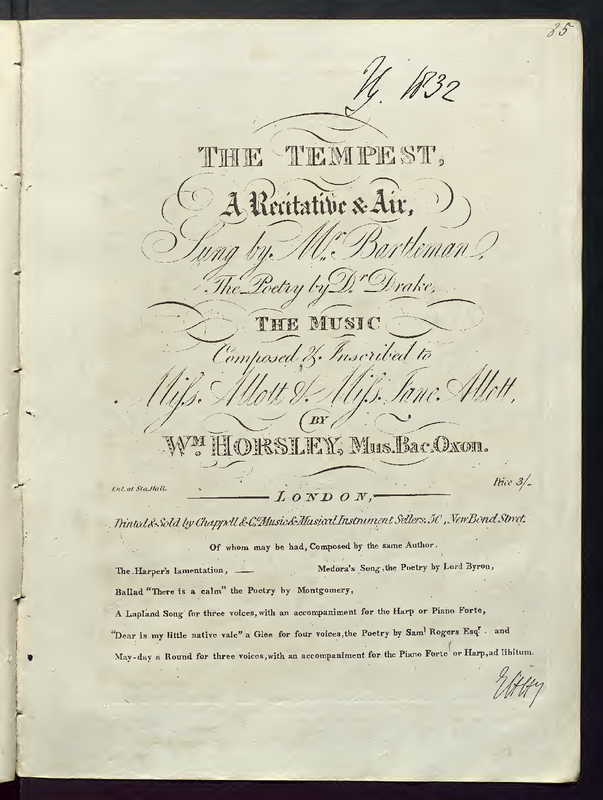 85
1832
THE TEMPEST,
A Recitative & Air,
Sung by Mr. Bartleman,
The Poetry by Dr. Drake,
THE MUSIC
Composed & Inscribed to
Miss. Allott & Miss. Jane. Allott,
BY
WM. HORSLEY, Mus. Bac. Oxon.
Ent. at Sta. Hall. Price 3/-
LONDON,
Printed & Sold by Chappell & Co. Music & Musical Instrument Sellers, 50, New Bond Street.
Of whom may be had, Composed by the same Author.
The Harper's lamentation, Medora's Song, the Poetry by Lord Byron,
Ballad "There is a calm" the Poetry by Montgomery,
A Lapland Song for three voices, with an accompaniment for the Harp or Piano Forte,
"Dear is my little native vale" a Glee for four voices, the Poetry by Saml Rogers Esqr. and
May-day a Round for three voices, with an accompaniment for the Piano Forte or Harp, ad libitum.